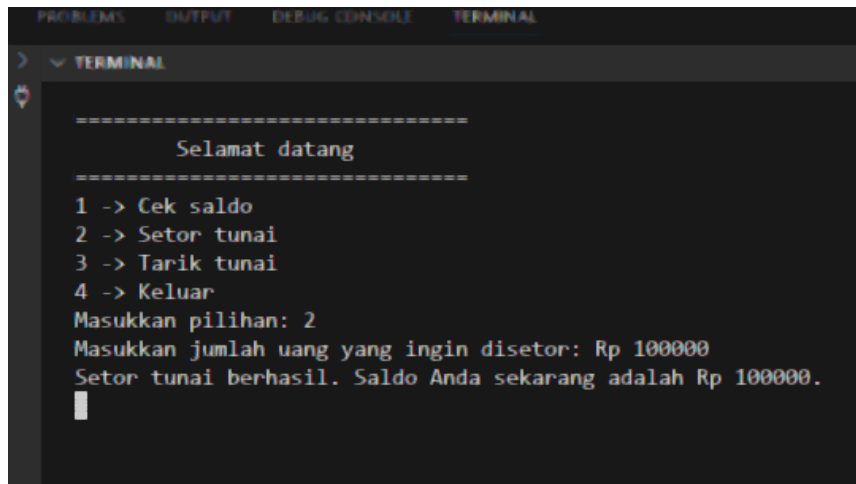 PROBLEMS OUTPUT DEBUG CONSOLE TERMINAL
TERMINAL
===============================
Selamat datang
===============================
1 -> Cek saldo
2 -> Setor tunai
3 -> Tarik tunai
4 -> Keluar
Masukkan pilihan: 2
Masukkan jumlah uang yang ingin disetor: Rp 100000
Setor tunai berhasil. Saldo Anda sekarang adalah Rp 100000.